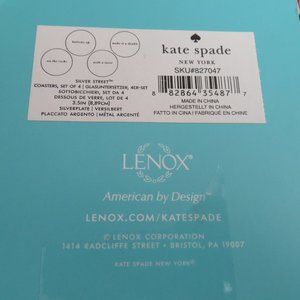 bottoms up
make it a double
on the rocks
with a twist
SILVER STREET™
COASTERS, SET OF 4 | GLASUNTERSETZER, 4ER-SET
SOTTOBICCHIERI, SET DA 4
DESSOUS DE VERRE, LOT DE 4
3.5IN (8,89CM)
SILVERPLATE | VERSILBERT
PLACCATO ARGENTO | MÉTAL ARGENTÉ
kate spade
NEW YORK
SKU#827047
8 82864 35487 7
MADE IN CHINA
HERGESTELLT IN CHINA
FATTO IN CINA | FABRIQUÉ EN CHINE
LENOX®
American by Design™
LENOX.COM/KATESPADE
© LENOX CORPORATION
1414 RADCLIFFE STREET • BRISTOL, PA 19007
KATE SPADE NEW YORK®